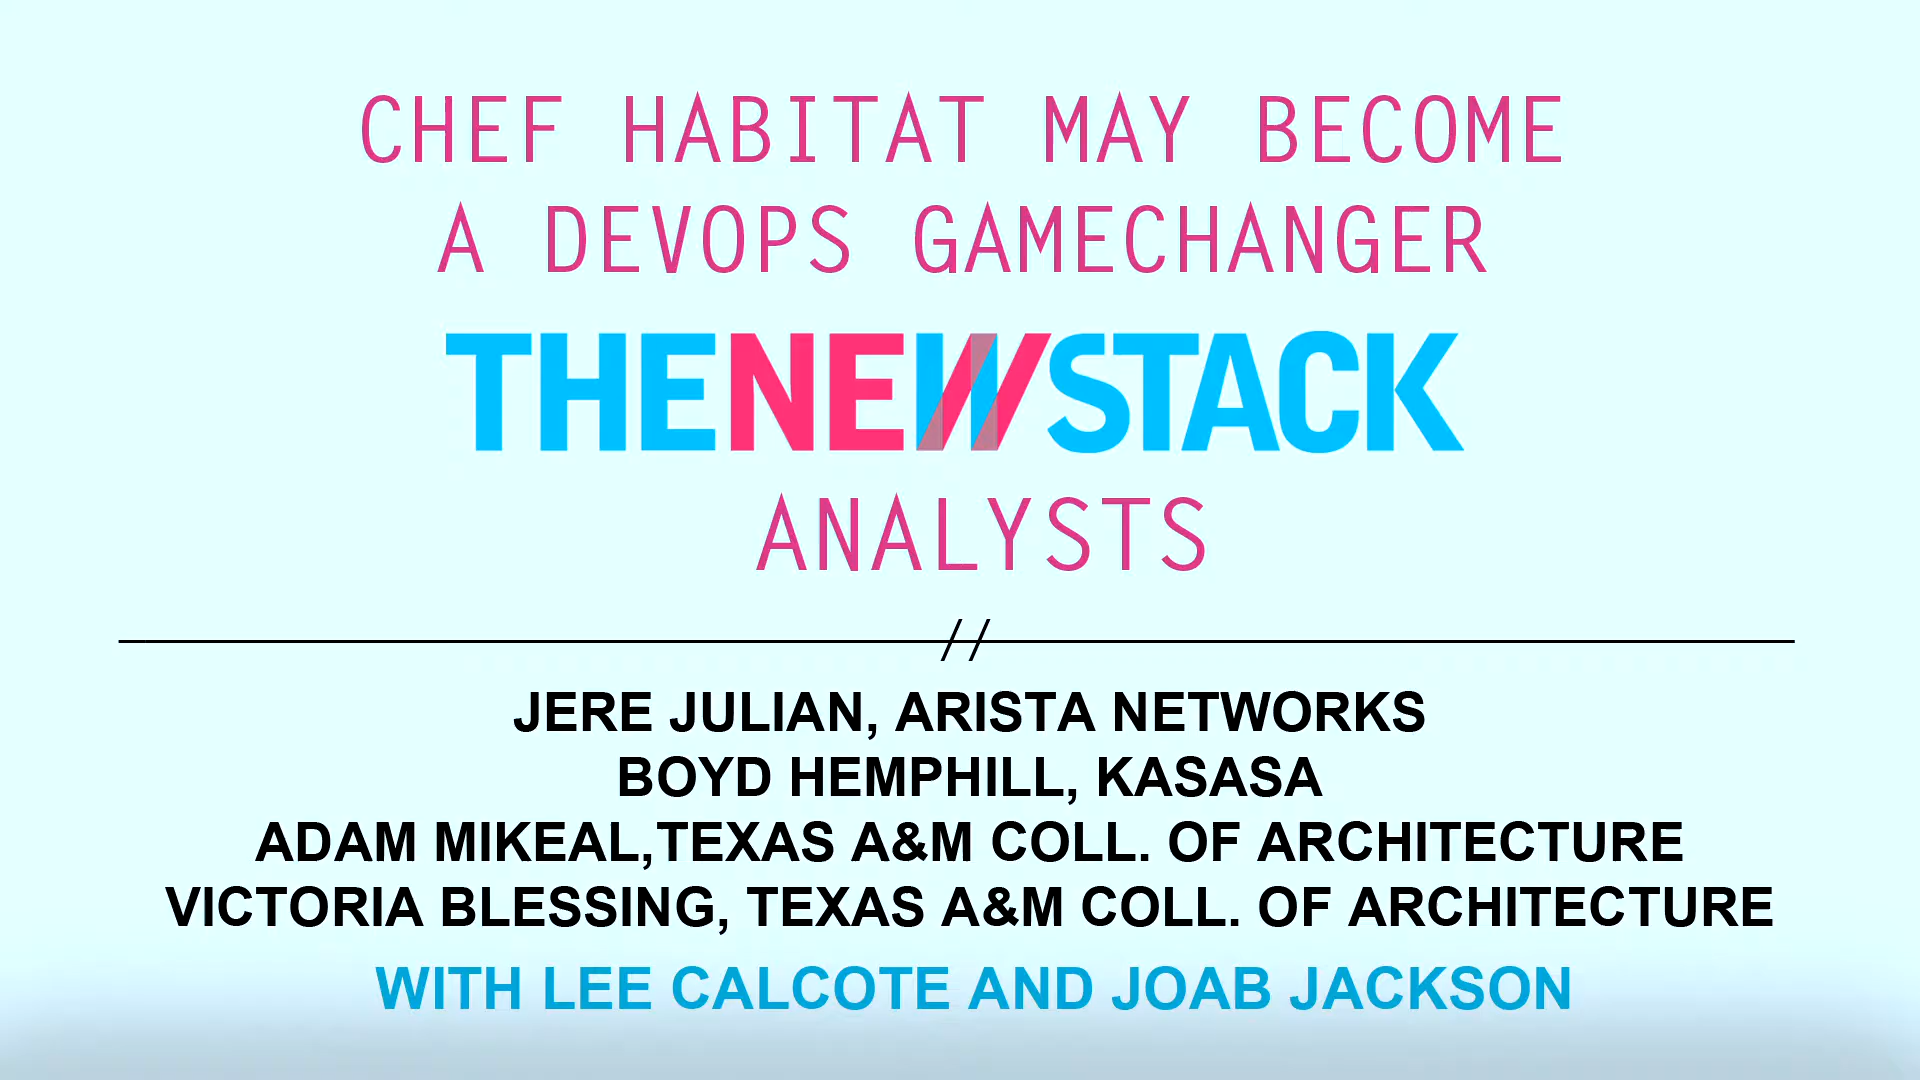 CHEF HABITAT MAY BECOME
A DEVOPS GAMECHANGER
THENEWSTACK
ANALYSTS
//
JERE JULIAN, ARISTA NETWORKS
BOYD HEMPHILL, KASASA
ADAM MIKEAL,TEXAS A&M COLL. OF ARCHITECTURE
VICTORIA BLESSING, TEXAS A&M COLL. OF ARCHITECTURE
WITH LEE CALCOTE AND JOAB JACKSON